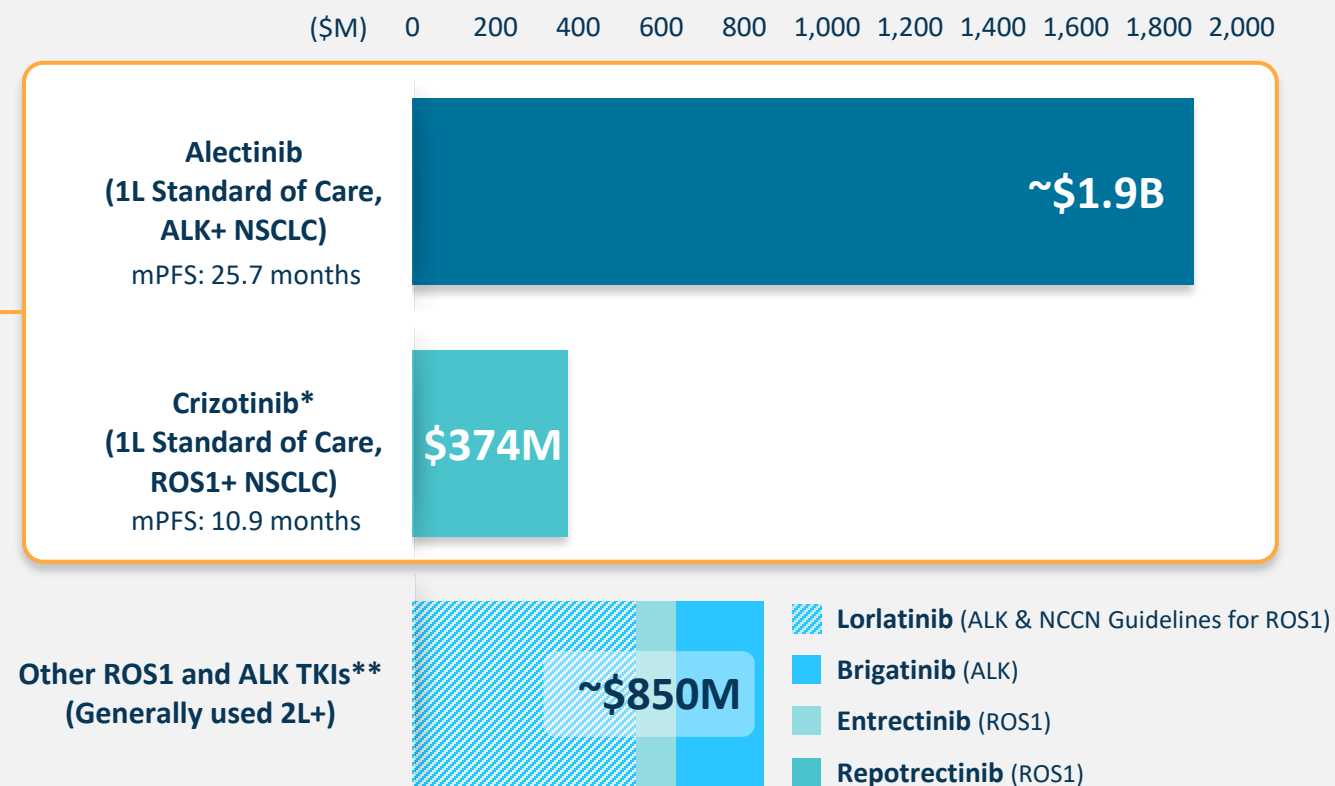 ($M) 0 200 400 600 800 1,000 1,200 1,400 1,600 1,800 2,000
Alectinib
(1L Standard of Care,
ALK+ NSCLC)
mPFS: 25.7 months
~$1.9B
Crizotinib*
(1L Standard of Care,
ROS1+ NSCLC)
mPFS: 10.9 months
$374M
Other ROS1 and ALK TKIs**
(Generally used 2L+)
~$850M
Lorlatinib (ALK & NCCN Guidelines for ROS1)
Brigatinib (ALK)
Entrectinib (ROS1)
Repotrectinib (ROS1)